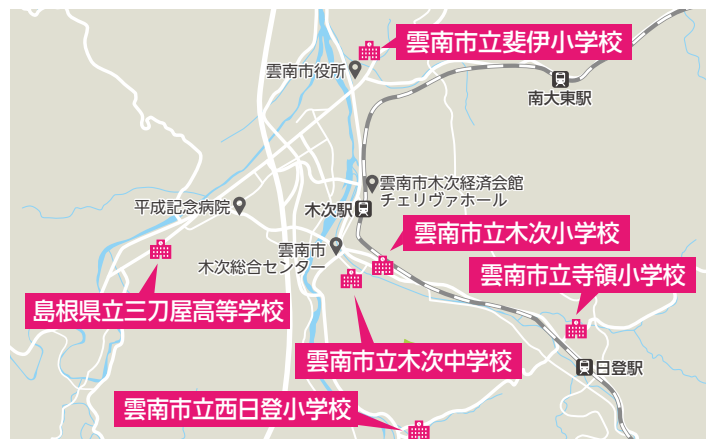 雲南市立斐伊小学校
雲南市役所
南大東駅
雲南市木次経済会館
チェリヴァホール
平成記念病院
木次駅
雲南市立木次小学校
雲南市
木次総合センター
雲南市立寺領小学校
島根県立三刀屋高等学校
雲南市立木次中学校
日登駅
雲南市立西日登小学校